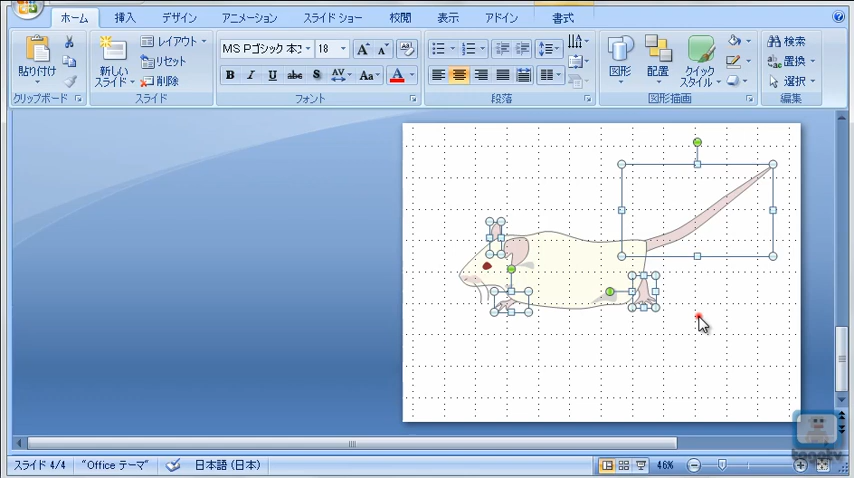 ホーム 挿入 デザイン アニメーション スライド ショー 校閲 表示 アドイン 書式
貼り付け
新しい
スライド
レイアウト
リセット
削除
MS Pゴシック 本文 18
B I U abc S AV Aa A
図形
配置
クイック
スタイル
検索
置換
選択
クリップボード スライド フォント 段落 図形描画 編集
スライド 4/4 "Office テーマ" 日本語 (日本) 46%
togotv